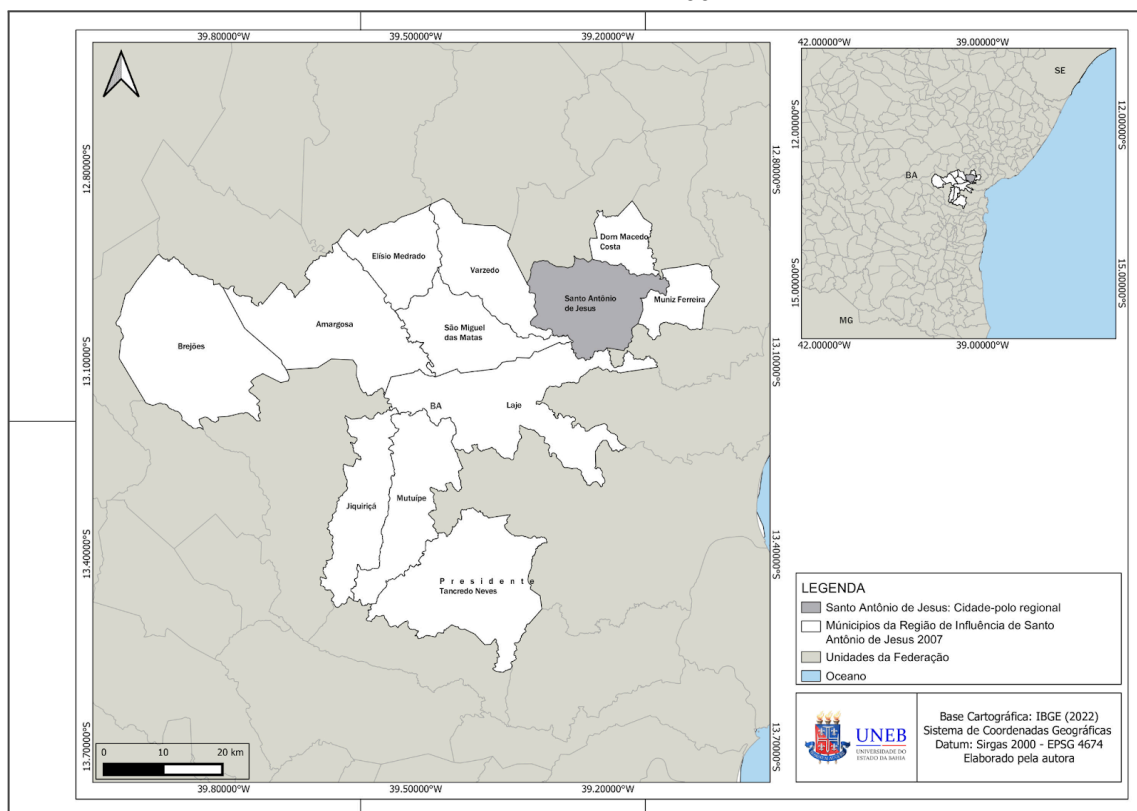 39.80000°W
39.50000°W
39.20000°W
12.80000°S
13.10000°S
13.40000°S
13.70000°S
12.80000°S
13.10000°S
13.40000°S
13.70000°S
Dom Macedo
Costa
Elísio Medrado
Varzedo
Santo Antônio
de Jesus
Muniz Ferreira
Amargosa
São Miguel
das Matas
Brejões
BA
Laje
Jiquiriçá
Mutuípe
Presidente
Tancredo Neves
0 10 20 km
39.80000°W
39.50000°W
39.20000°W
42.00000°W
39.00000°W
12.00000°S
15.00000°S
12.00000°S
15.00000°S
SE
BA
MG
42.00000°W
39.00000°W
LEGENDA
Santo Antônio de Jesus: Cidade-polo regional
Múnicipios da Região de Influência de Santo
Antônio de Jesus 2007
Unidades da Federação
Oceano
UNEB
UNIVERSIDADE DO
ESTADO DA BAHIA
Base Cartográfica: IBGE (2022)
Sistema de Coordenadas Geográficas
Datum: Sirgas 2000 - EPSG 4674
Elaborado pela autora